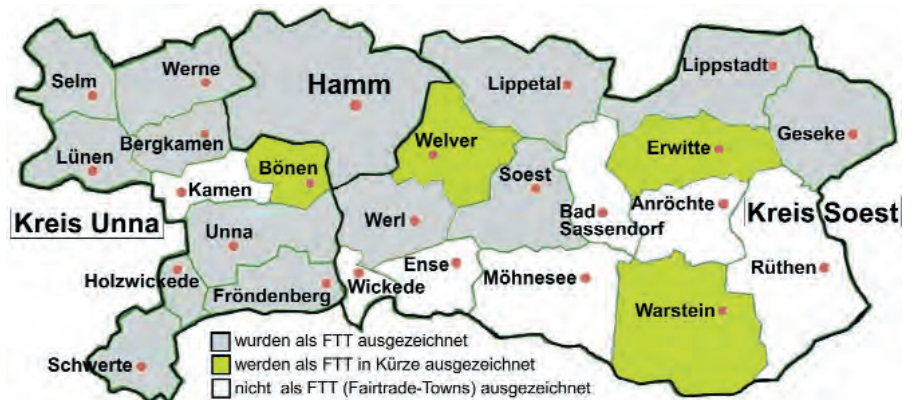 Selm
Werne
Hamm
Lippetal
Lippstadt
Lünen
Bergkamen
Bönen
Welver
Erwitte
Geseke
Kamen
Soest
Kreis Unna
Unna
Werl
Bad
Sassendorf
Anröchte
Kreis Soest
Holzwickede
Fröndenberg
Wickede
Ense
Möhnesee
Rüthen
Warstein
Schwerte
wurden als FTT ausgezeichnet
werden als FTT in Kürze ausgezeichnet
nicht als FTT (Fairtrade-Towns) ausgezeichnet